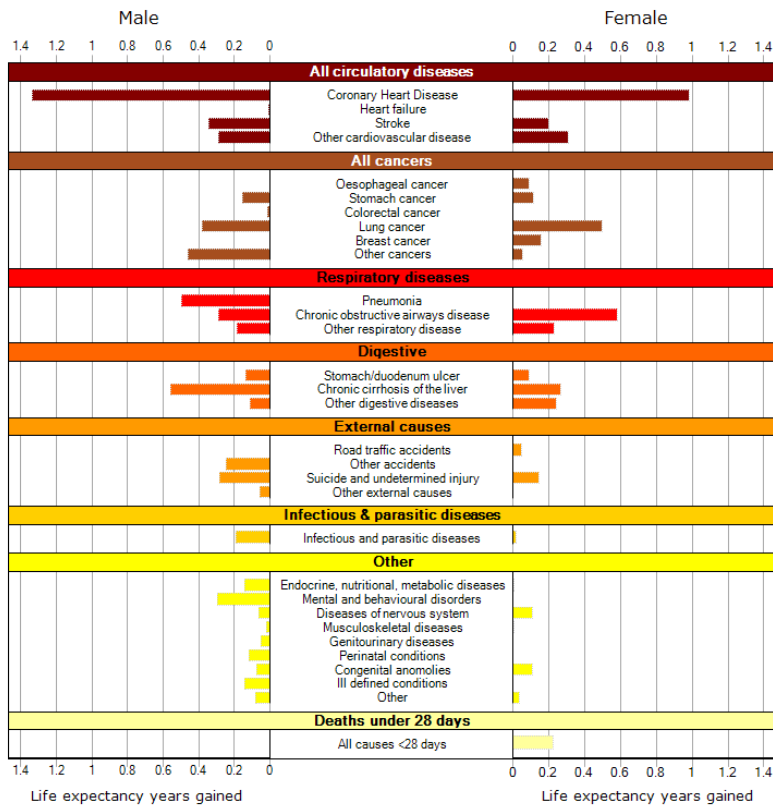 Male Female
1.4 1.2 1 0.8 0.6 0.4 0.2 0 0 0.2 0.4 0.6 0.8 1 1.2 1.4
All circulatory diseases
Coronary Heart Disease
Heart failure
Stroke
Other cardiovascular disease
All cancers
Oesophageal cancer
Stomach cancer
Colorectal cancer
Lung cancer
Breast cancer
Other cancers
Respiratory diseases
Pneumonia
Chronic obstructive airways disease
Other respiratory disease
Digestive
Stomach/duodenum ulcer
Chronic cirrhosis of the liver
Other digestive diseases
External causes
Road traffic accidents
Other accidents
Suicide and undetermined injury
Other external causes
Infectious & parasitic diseases
Infectious and parasitic diseases
Other
Endocrine, nutritional, metabolic diseases
Mental and behavioural disorders
Diseases of nervous system
Musculoskeletal diseases
Genitourinary diseases
Perinatal conditions
Congenital anomolies
Ill defined conditions
Other
Deaths under 28 days
All causes <28 days
1.4 1.2 1 0.8 0.6 0.4 0.2 0 0 0.2 0.4 0.6 0.8 1 1.2 1.4
Life expectancy years gained Life expectancy years gained